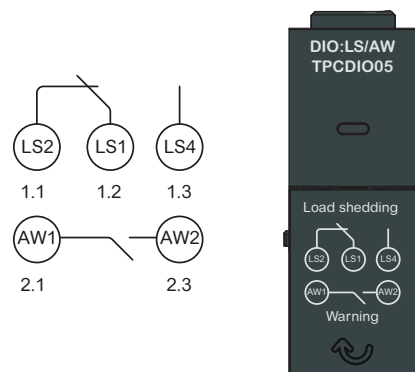 LS2 LS1 LS4
1.1 1.2 1.3
AW1 AW2
2.1 2.3
DIO:LS/AW
TPCDIO05
Load shedding
LS2 LS1 LS4
AW1 AW2
Warning